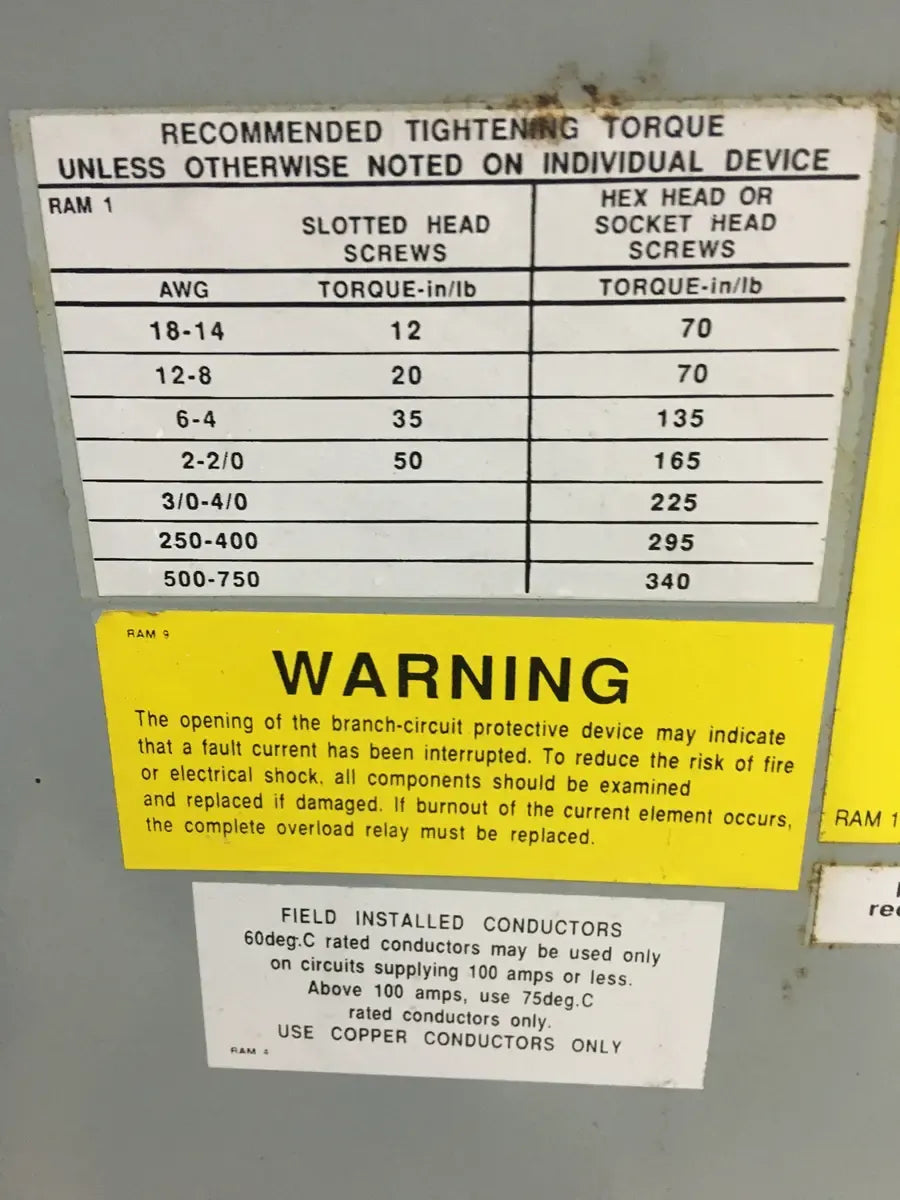 RECOMMENDED TIGHTENING TORQUE
UNLESS OTHERWISE NOTED ON INDIVIDUAL DEVICE
RAM 1
SLOTTED HEAD SCREWS
HEX HEAD OR SOCKET HEAD SCREWS
AWG TORQUE-in/lb TORQUE-in/lb
18-14 12 70
12-8 20 70
6-4 35 135
2-2/0 50 165
3/0-4/0 225
250-400 295
500-750 340
RAM 9
WARNING
The opening of the branch-circuit protective device may indicate
that a fault current has been interrupted. To reduce the risk of fire
or electrical shock, all components should be examined
and replaced if damaged. If burnout of the current element occurs,
the complete overload relay must be replaced.
RAM 1
FIELD INSTALLED CONDUCTORS
60deg.C rated conductors may be used only
on circuits supplying 100 amps or less.
Above 100 amps, use 75deg.C
rated conductors only.
USE COPPER CONDUCTORS ONLY
RAM 4